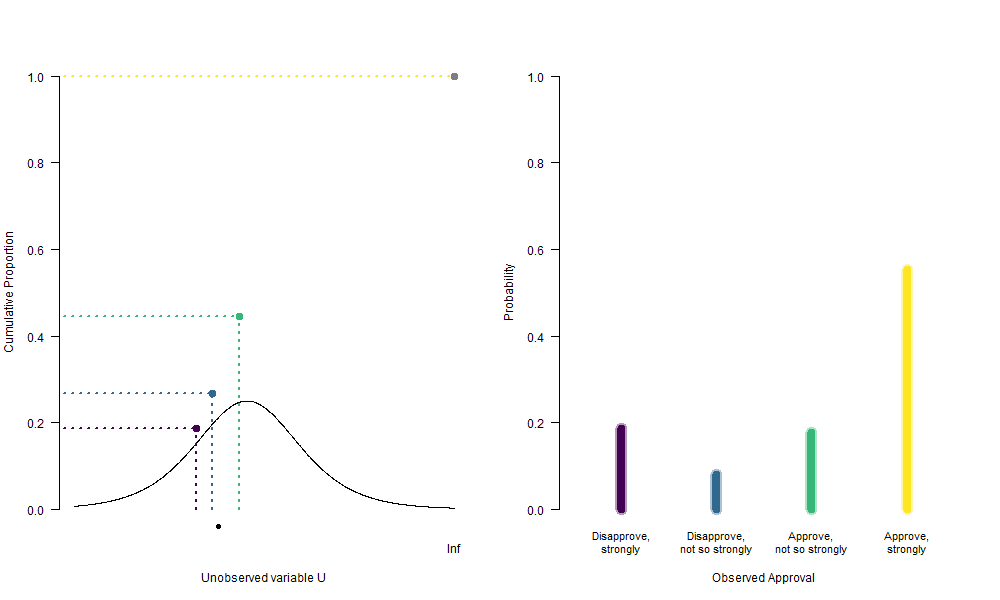 1.0
0.8
0.6
0.4
0.2
0.0
Cumulative Proportion
Inf
Unobserved variable U
1.0
0.8
0.6
0.4
0.2
0.0
Probability
Disapprove,
strongly
Disapprove,
not so strongly
Approve,
not so strongly
Approve,
strongly
Observed Approval